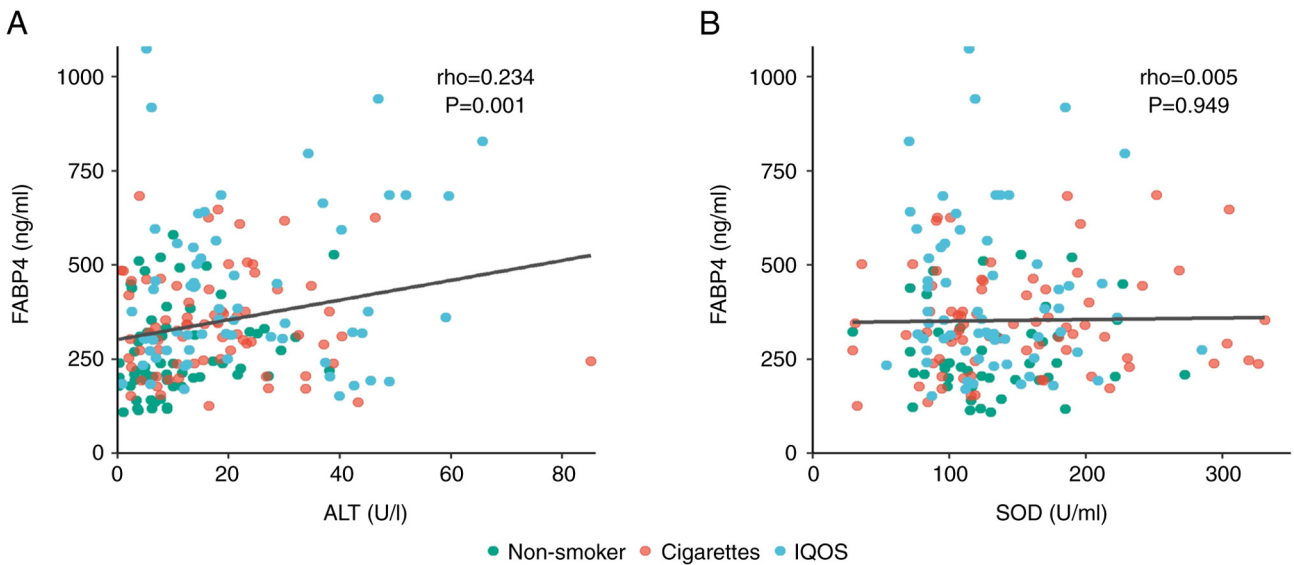 A
B
rho=0.234
P=0.001
rho=0.005
P=0.949
FABP4 (ng/ml)
1000
750
500
250
0
0 20 40 60 80
ALT (U/l)
FABP4 (ng/ml)
1000
750
500
250
0
0 100 200 300
SOD (U/ml)
Non-smoker Cigarettes IQOS